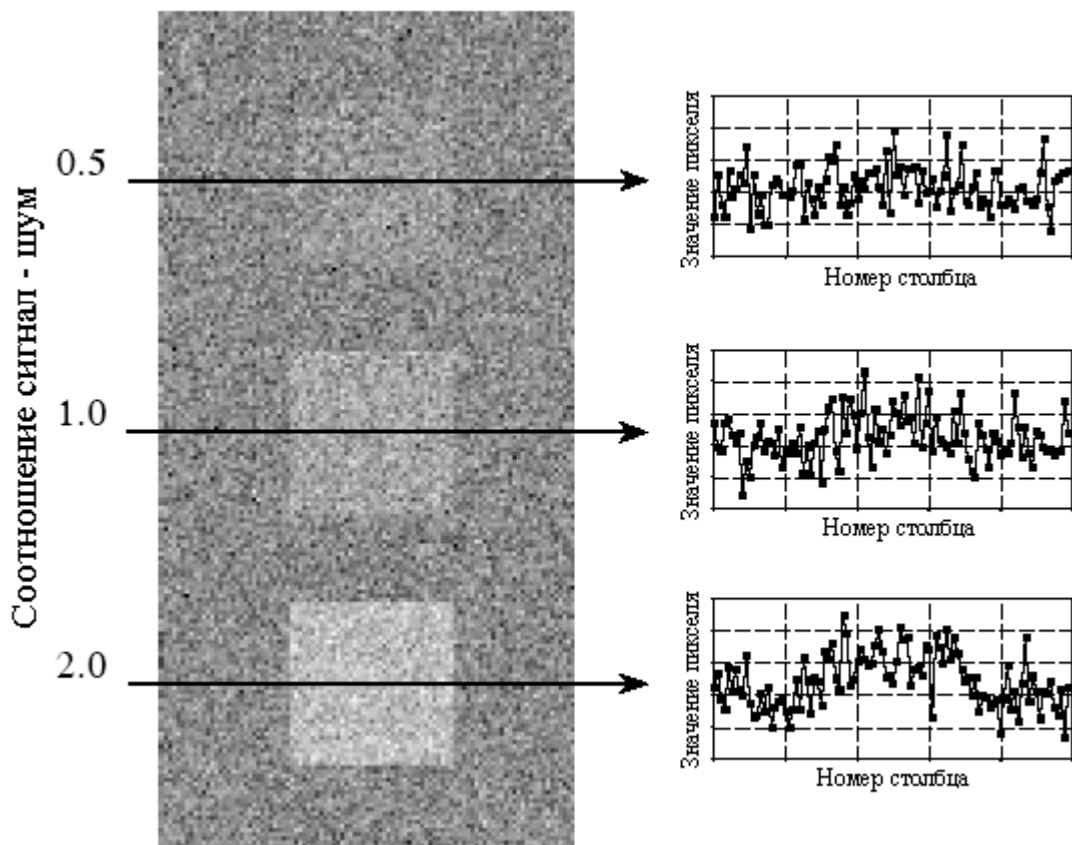 Соотношение сигнал - шум
0.5
1.0
2.0
Значение пикселя
Номер столбца
Значение пикселя
Номер столбца
Значение пикселя
Номер столбца